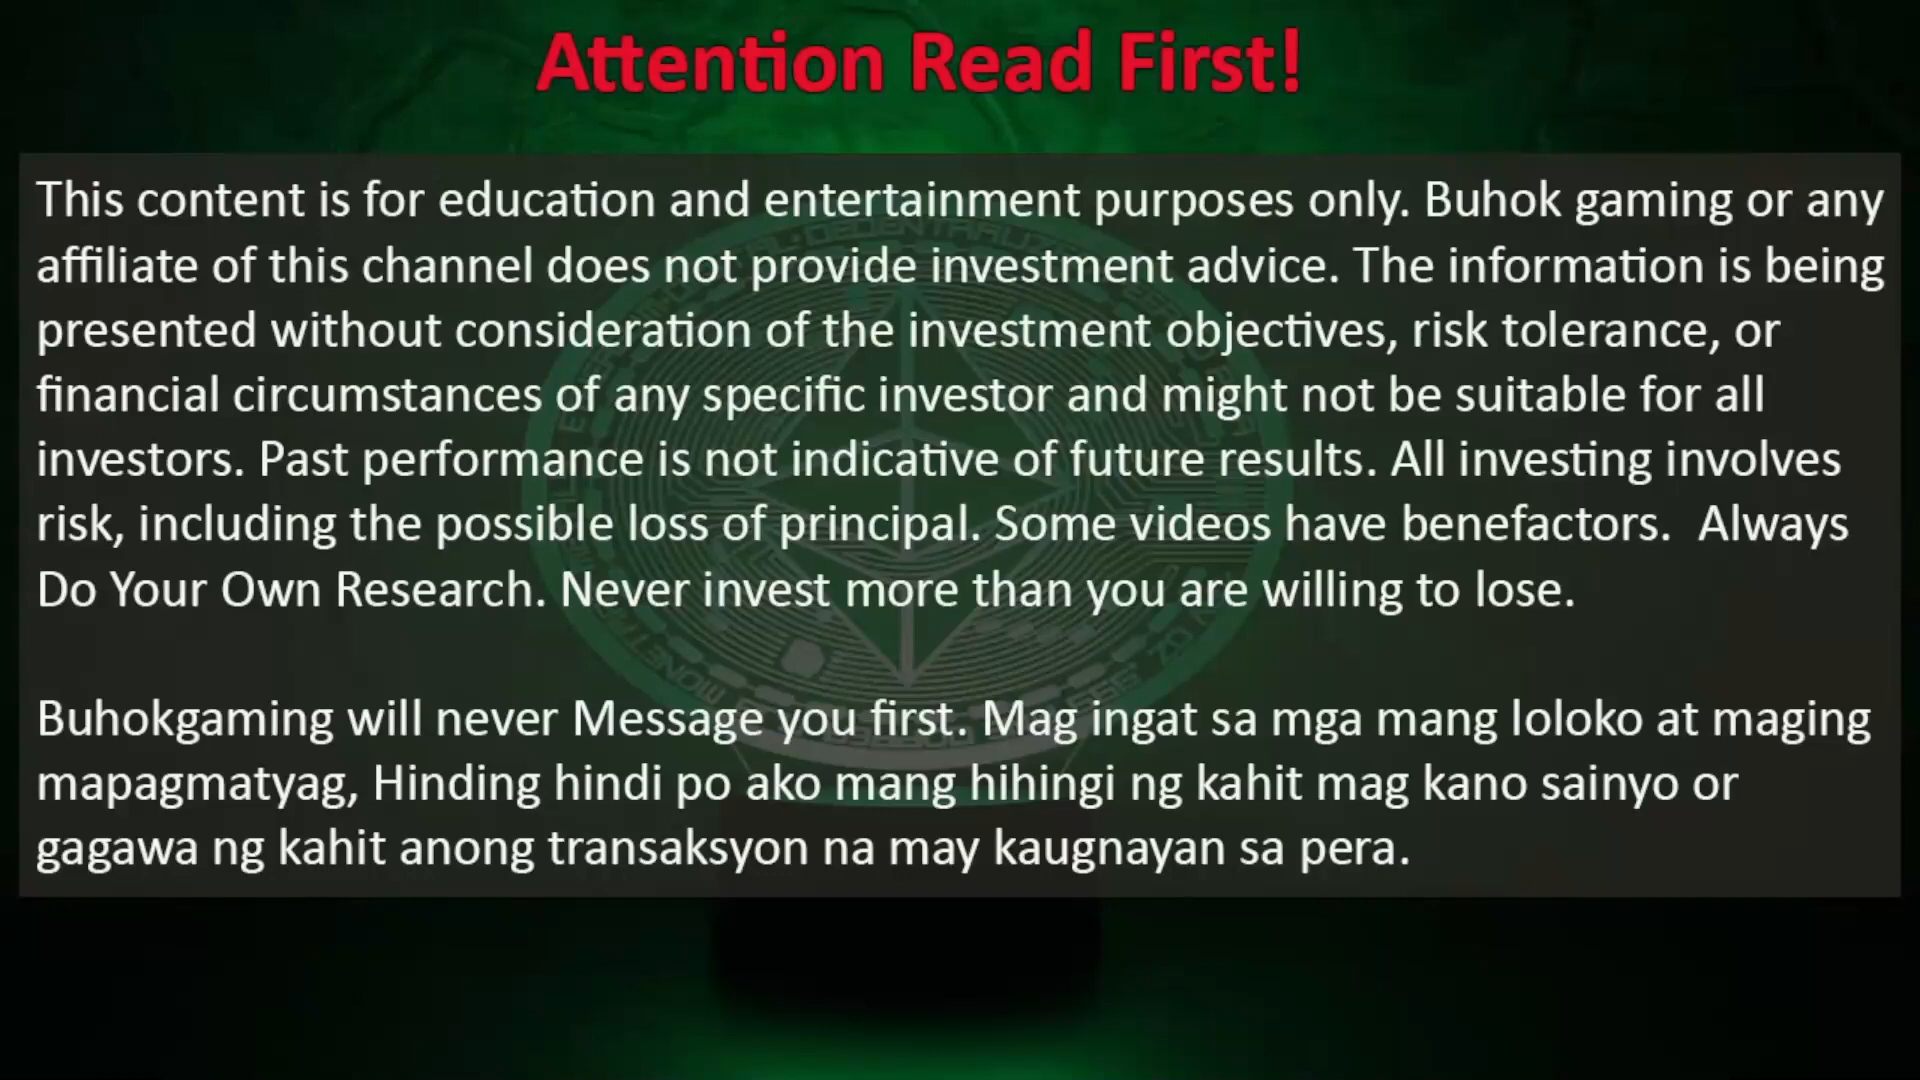 Attention Read First!
This content is for education and entertainment purposes only. Buhok gaming or any
affiliate of this channel does not provide investment advice. The information is being
presented without consideration of the investment objectives, risk tolerance, or
financial circumstances of any specific investor and might not be suitable for all
investors. Past performance is not indicative of future results. All investing involves
risk, including the possible loss of principal. Some videos have benefactors.  Always
Do Your Own Research. Never invest more than you are willing to lose.
Buhokgaming will never Message you first. Mag ingat sa mga mang loloko at maging
mapagmatyag, Hinding hindi po ako mang hihingi ng kahit mag kano sainyo or
gagawa ng kahit anong transaksyon na may kaugnayan sa pera.